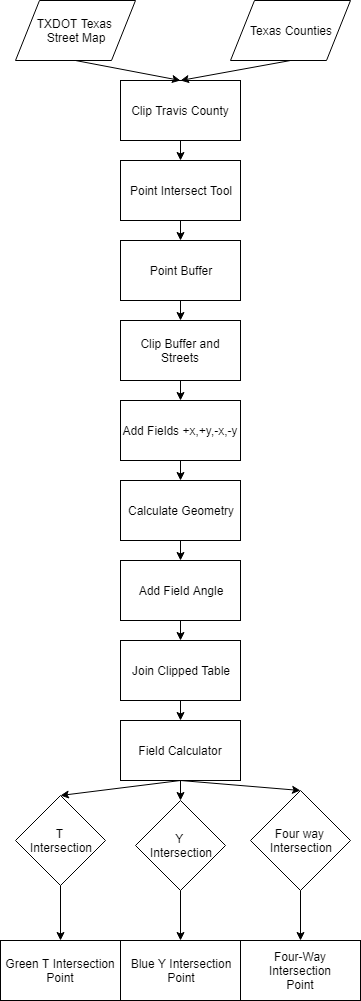 TXDOT Texas
Street Map
Texas Counties
Clip Travis County
Point Intersect Tool
Point Buffer
Clip Buffer and
Streets
Add Fields +x,+y,-x,-y
Calculate Geometry
Add Field Angle
Join Clipped Table
Field Calculator
T
Intersection
Y
Intersection
Four way
Intersection
Green T Intersection
Point
Blue Y Intersection
Point
Four-Way
Intersection
Point